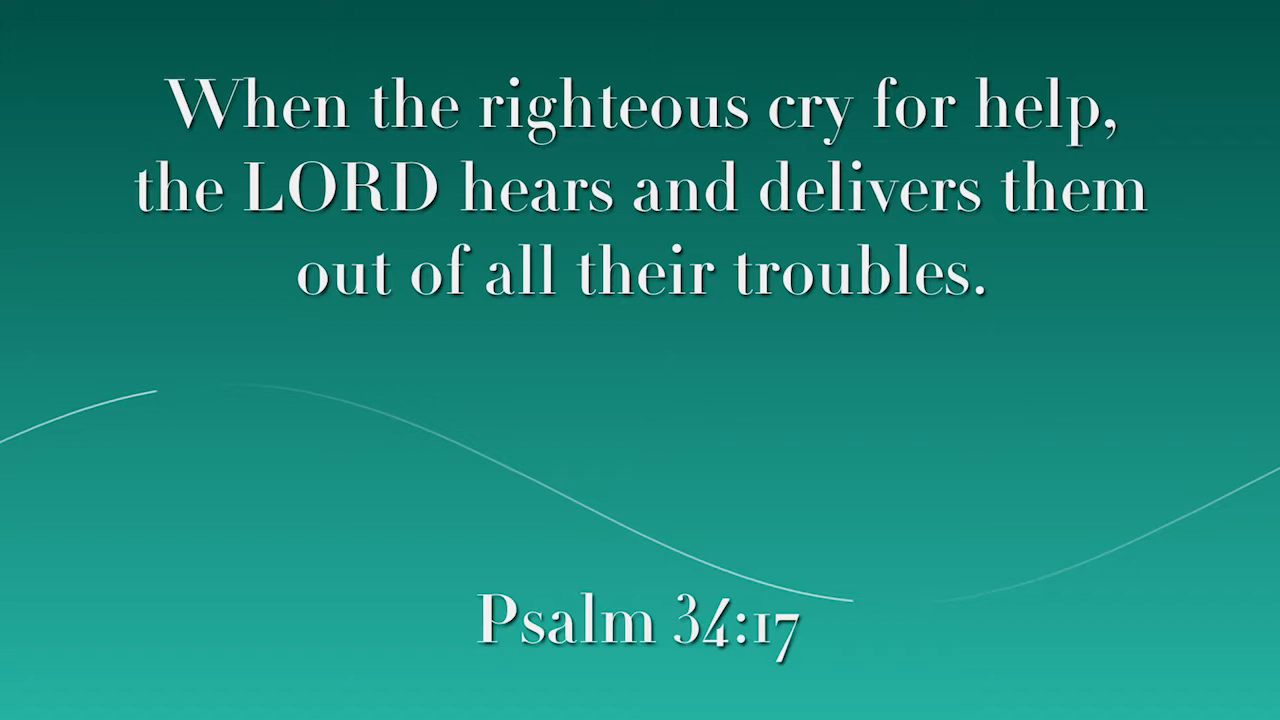 When the righteous cry for help,
the LORD hears and delivers them
out of all their troubles.
Psalm 34:17